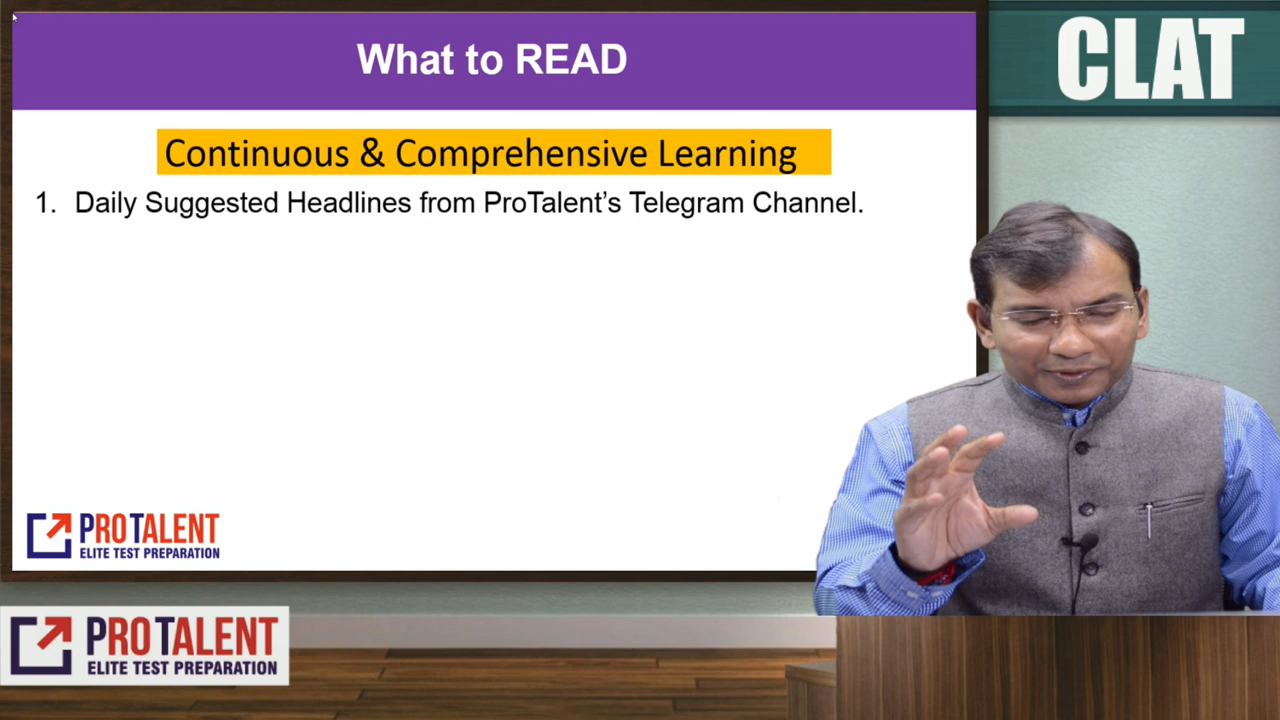 What to READ
CLAT
Continuous & Comprehensive Learning
1. Daily Suggested Headlines from ProTalent’s Telegram Channel.
PROTALENT
ELITE TEST PREPARATION
PROTALENT
ELITE TEST PREPARATION